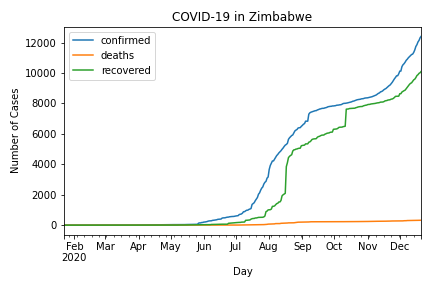 COVID-19 in Zimbabwe
confirmed
deaths
recovered
Number of Cases
12000
10000
8000
6000
4000
2000
0
Feb Mar Apr May Jun Jul Aug Sep Oct Nov Dec
2020
Day